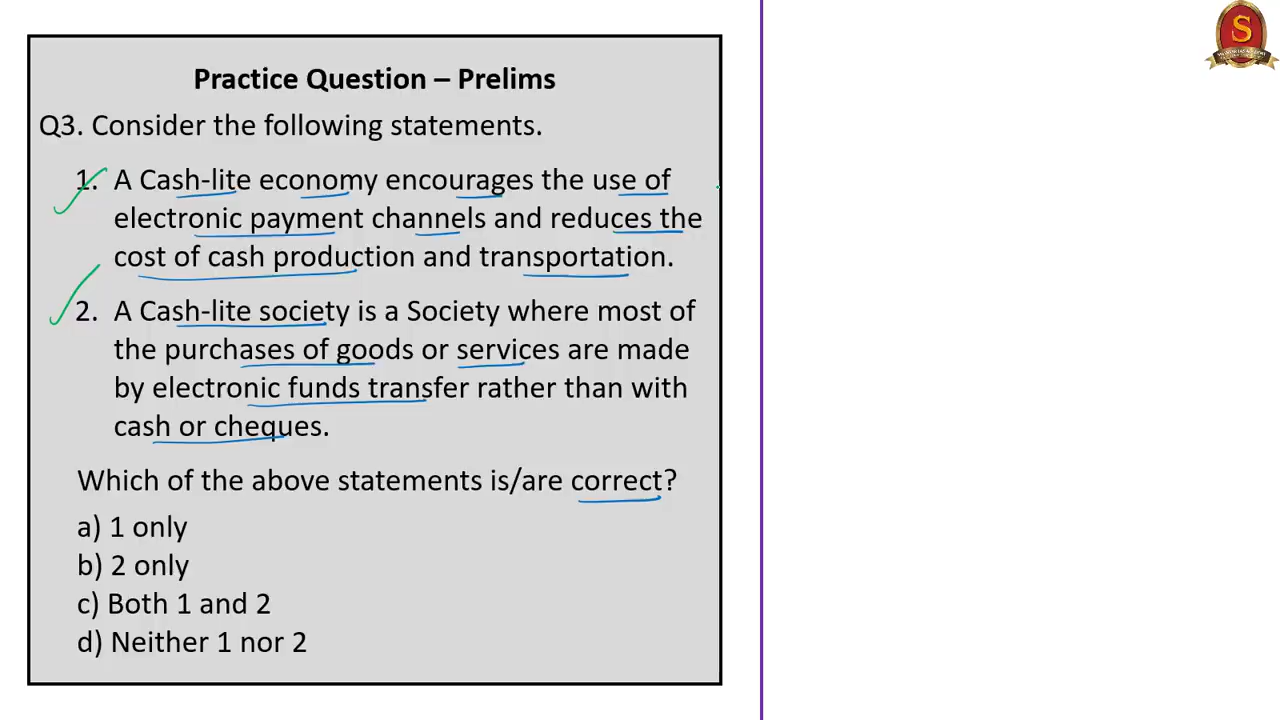 Practice Question – Prelims
Q3. Consider the following statements.
1. A Cash-lite economy encourages the use of
electronic payment channels and reduces the
cost of cash production and transportation.
2. A Cash-lite society is a Society where most of
the purchases of goods or services are made
by electronic funds transfer rather than with
cash or cheques.
Which of the above statements is/are correct?
a) 1 only
b) 2 only
c) Both 1 and 2
d) Neither 1 nor 2
S